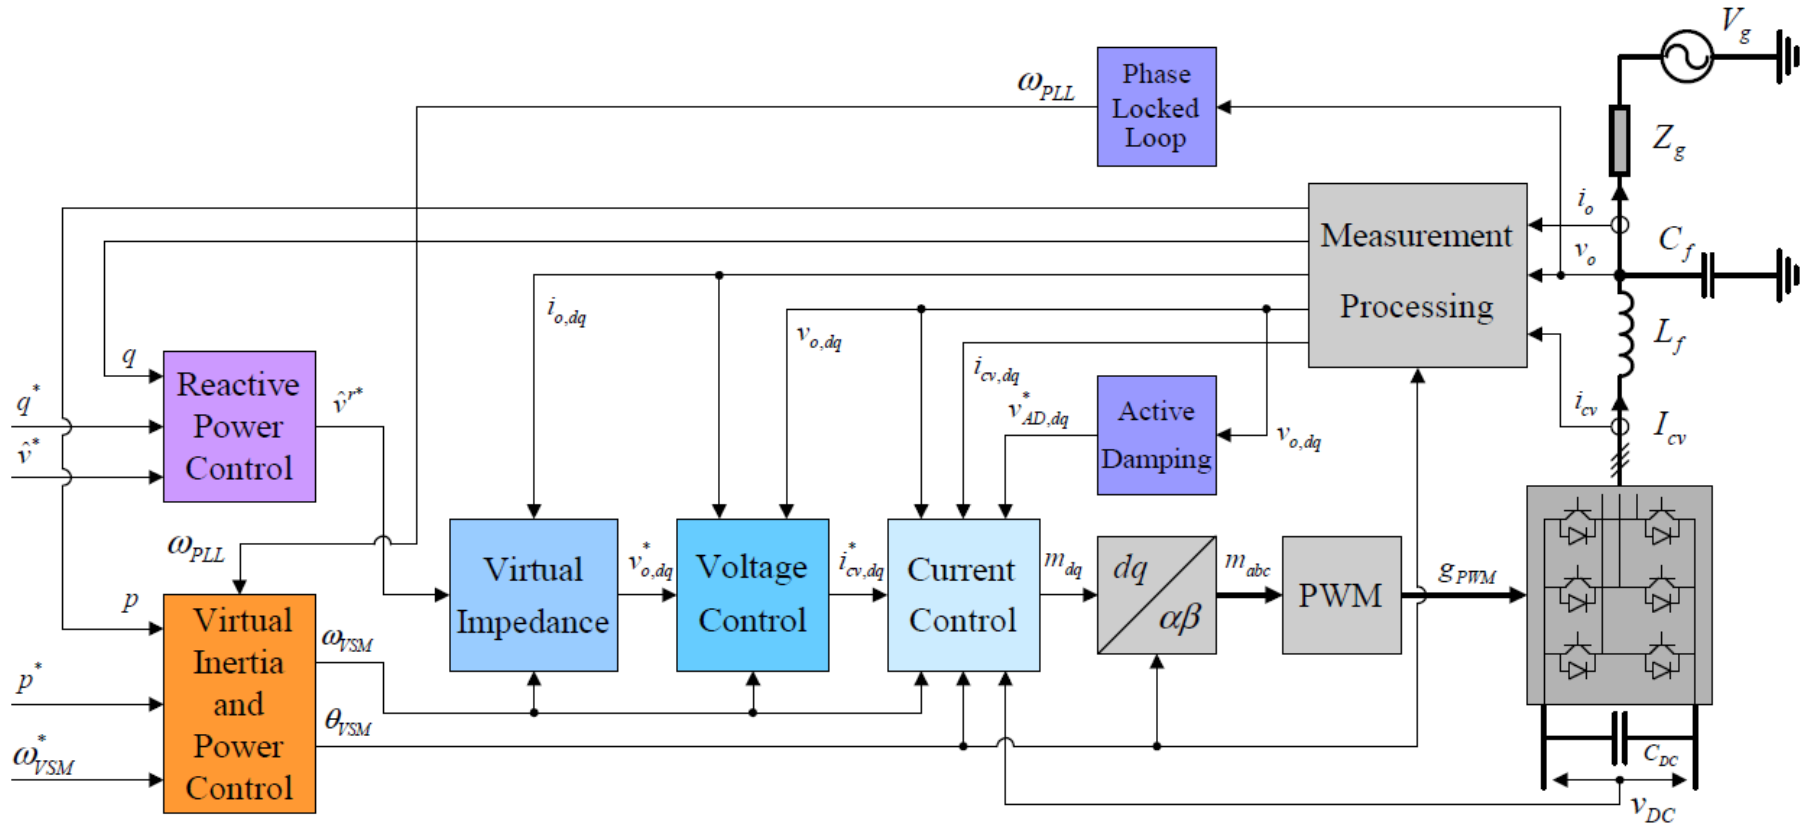 V_g
Phase
Locked
Loop
ω_PLL
Z_g
i_o
C_f
v_o
Measurement
Processing
i_o,dq
v_o,dq
L_f
q
Reactive
Power
Control
v̂^r*
q^*
v̂^*
i_cv,dq
v^*_AD,dq
Active
Damping
v_o,dq
i_cv
I_cv
ω_PLL
Virtual
Impedance
v^*_o,dq
Voltage
Control
i^*_cv,dq
Current
Control
m_dq
dq
αβ
m_abc
PWM
g_PWM
p
Virtual
Inertia
and
Power
Control
ω_VSM
p^*
θ_VSM
ω^*_VSM
C_DC
v_DC